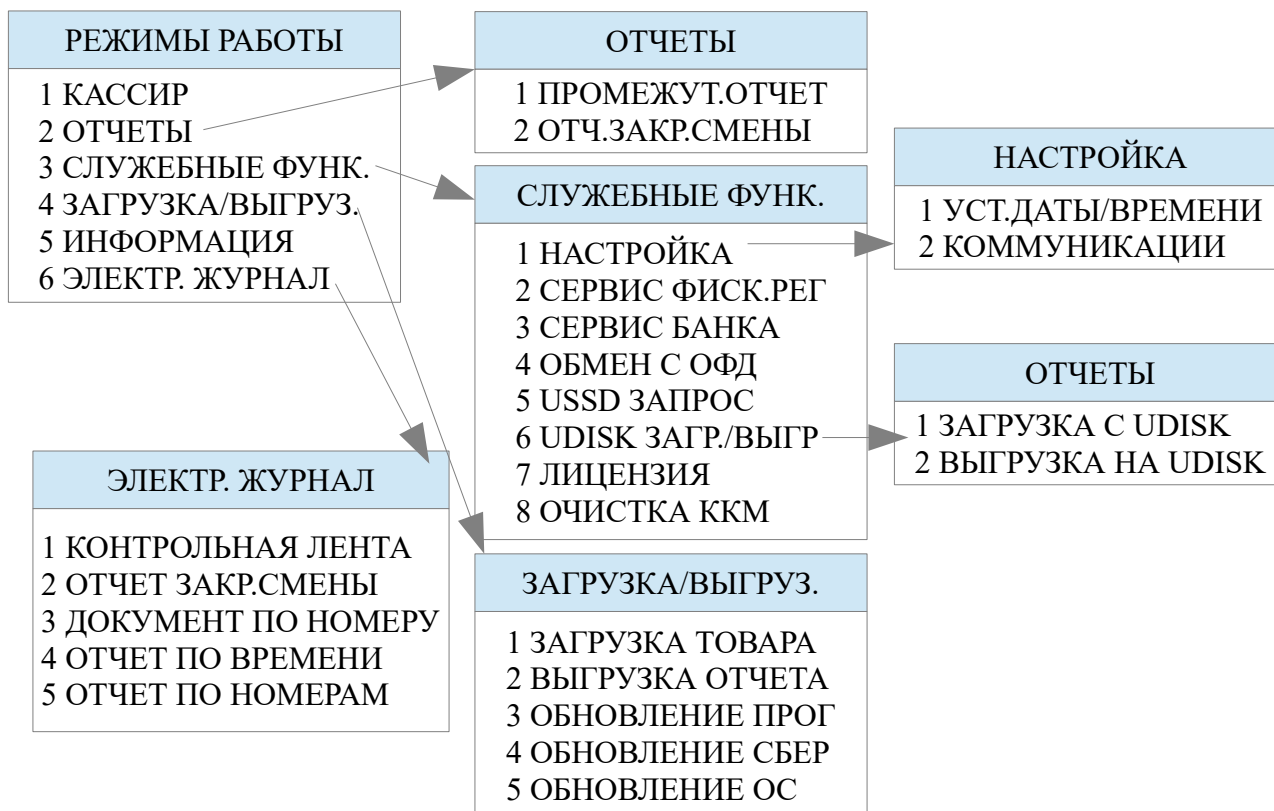 РЕЖИМЫ РАБОТЫ
1 КАССИР
2 ОТЧЕТЫ
3 СЛУЖЕБНЫЕ ФУНК.
4 ЗАГРУЗКА/ВЫГРУЗ.
5 ИНФОРМАЦИЯ
6 ЭЛЕКТР. ЖУРНАЛ
ОТЧЕТЫ
1 ПРОМЕЖУТ.ОТЧЕТ
2 ОТЧ.ЗАКР.СМЕНЫ
СЛУЖЕБНЫЕ ФУНК.
1 НАСТРОЙКА
2 СЕРВИС ФИСК.РЕГ
3 СЕРВИС БАНКА
4 ОБМЕН С ОФД
5 USSD ЗАПРОС
6 UDISK ЗАГР./ВЫГР
7 ЛИЦЕНЗИЯ
8 ОЧИСТКА ККМ
НАСТРОЙКА
1 УСТ.ДАТЫ/ВРЕМЕНИ
2 КОММУНИКАЦИИ
ОТЧЕТЫ
1 ЗАГРУЗКА С UDISK
2 ВЫГРУЗКА НА UDISK
ЭЛЕКТР. ЖУРНАЛ
1 КОНТРОЛЬНАЯ ЛЕНТА
2 ОТЧЕТ ЗАКР.СМЕНЫ
3 ДОКУМЕНТ ПО НОМЕРУ
4 ОТЧЕТ ПО ВРЕМЕНИ
5 ОТЧЕТ ПО НОМЕРАМ
ЗАГРУЗКА/ВЫГРУЗ.
1 ЗАГРУЗКА ТОВАРА
2 ВЫГРУЗКА ОТЧЕТА
3 ОБНОВЛЕНИЕ ПРОГ
4 ОБНОВЛЕНИЕ СБЕР
5 ОБНОВЛЕНИЕ ОС